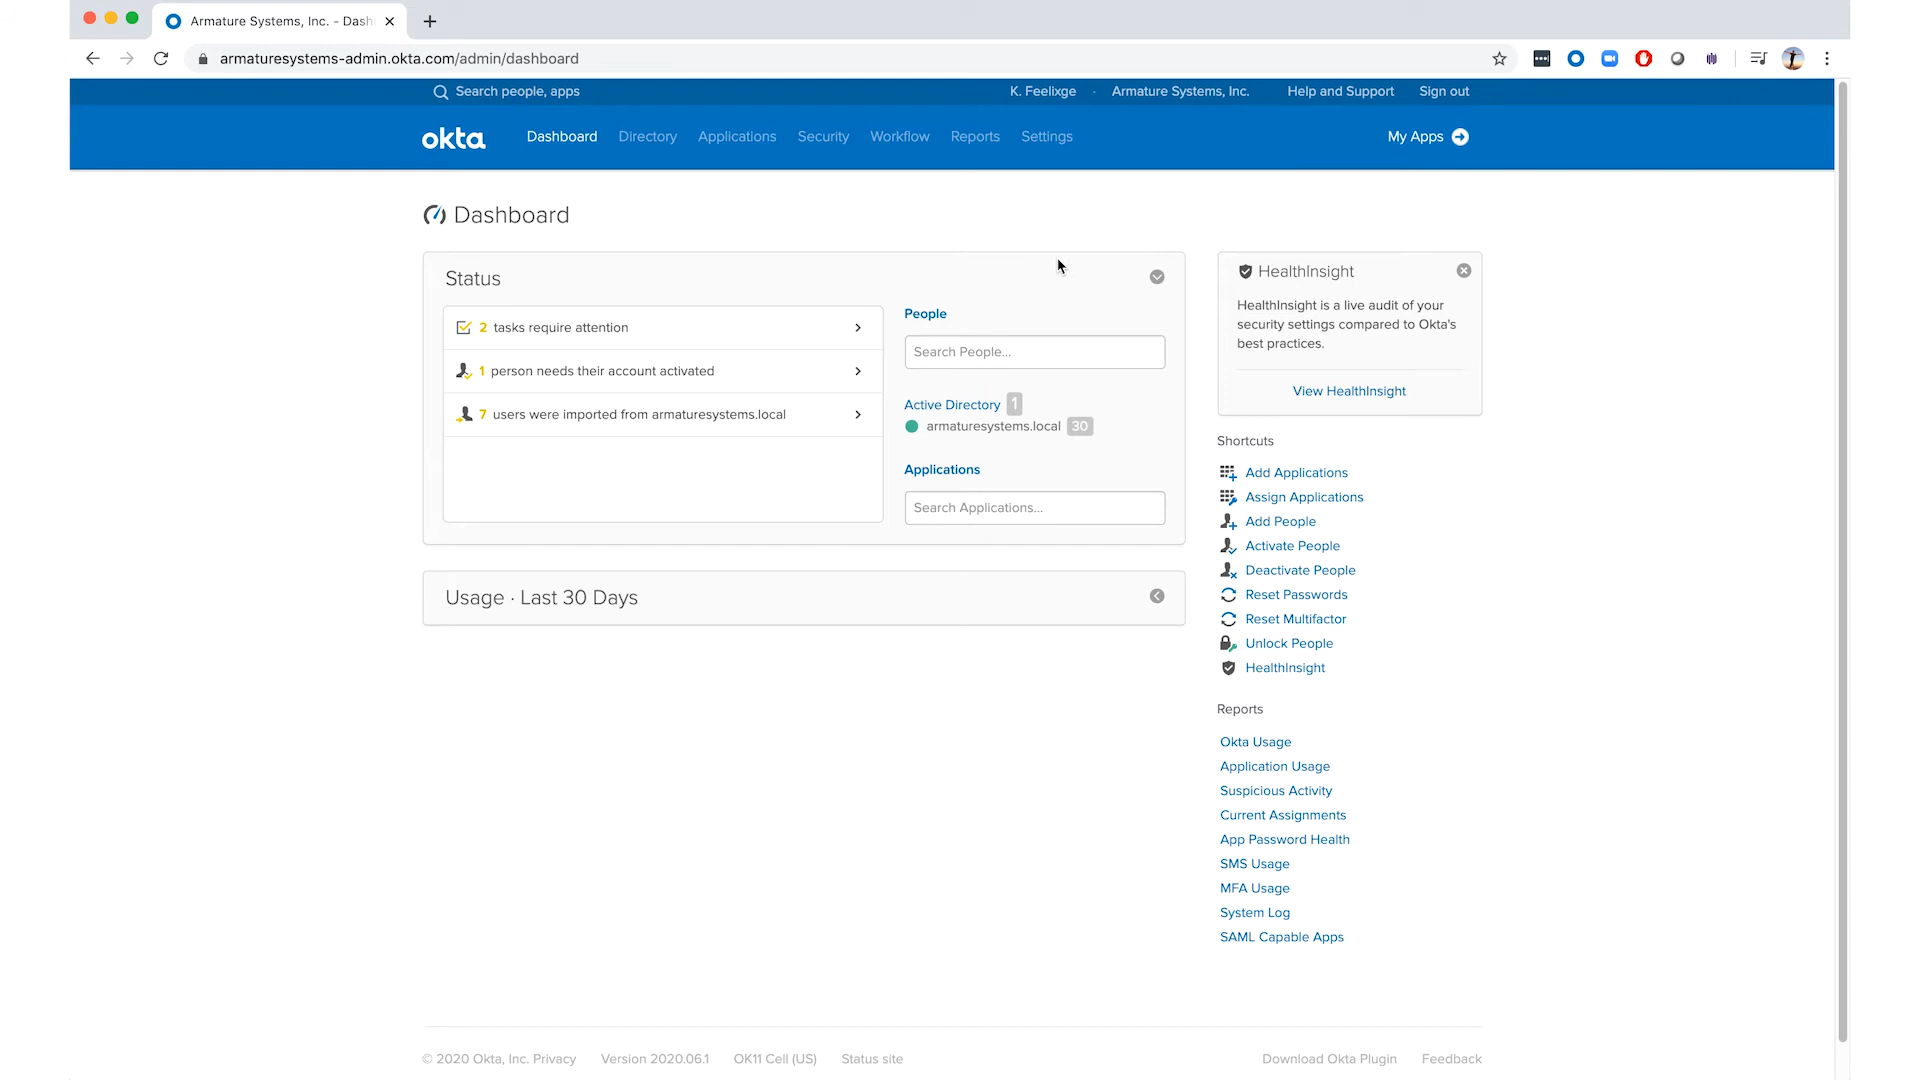 Armature Systems, Inc. - Dash
armaturesystems-admin.okta.com/admin/dashboard
Search people, apps
K. Feelixge · Armature Systems, Inc. Help and Support Sign out
okta Dashboard Directory Applications Security Workflow Reports Settings My Apps
Dashboard
Status
2 tasks require attention
1 person needs their account activated
7 users were imported from armaturesystems.local
People
Search People...
Active Directory 1
armaturesystems.local 30
Applications
Search Applications...
Usage · Last 30 Days
HealthInsight
HealthInsight is a live audit of your
security settings compared to Okta's
best practices.
View HealthInsight
Shortcuts
Add Applications
Assign Applications
Add People
Activate People
Deactivate People
Reset Passwords
Reset Multifactor
Unlock People
HealthInsight
Reports
Okta Usage
Application Usage
Suspicious Activity
Current Assignments
App Password Health
SMS Usage
MFA Usage
System Log
SAML Capable Apps
© 2020 Okta, Inc. Privacy Version 2020.06.1 OK11 Cell (US) Status site Download Okta Plugin Feedback